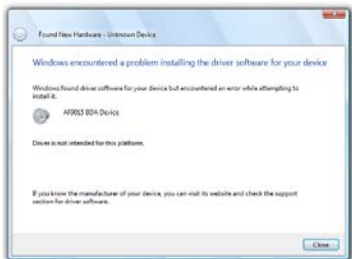 Found New Hardware - Unknown Device
Windows encountered a problem installing the driver software for your device
Windows found driver software for your device but encountered an error while attempting to
install it.
AF9015 BDA Device
Driver is not intended for this platform.
If you know the manufacturer of your device, you can visit its website and check the support
section for driver software.
Close